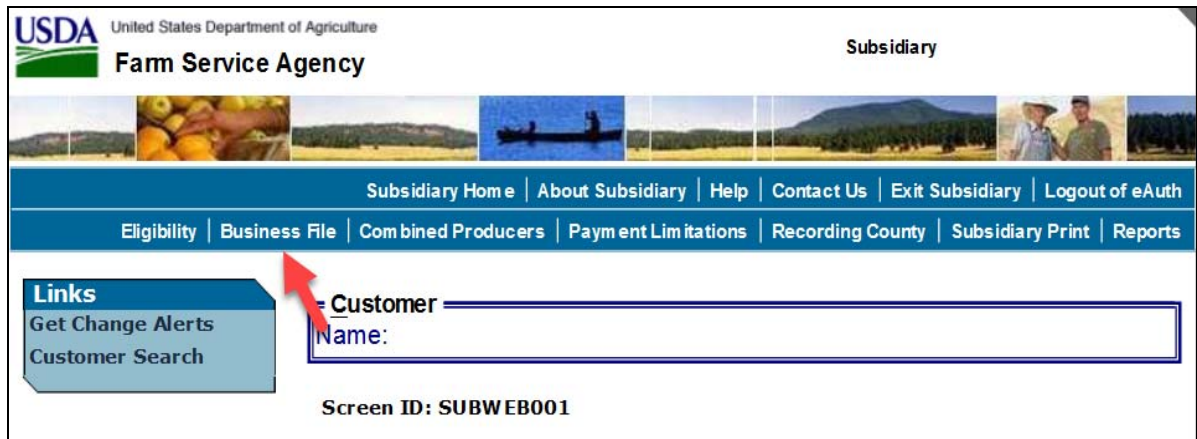 USDA United States Department of Agriculture
Farm Service Agency
Subsidiary
Subsidiary Home | About Subsidiary | Help | Contact Us | Exit Subsidiary | Logout of eAuth
Eligibility | Business File | Combined Producers | Payment Limitations | Recording County | Subsidiary Print | Reports
Links
Get Change Alerts
Customer Search
Customer
Name:
Screen ID: SUBWEB001